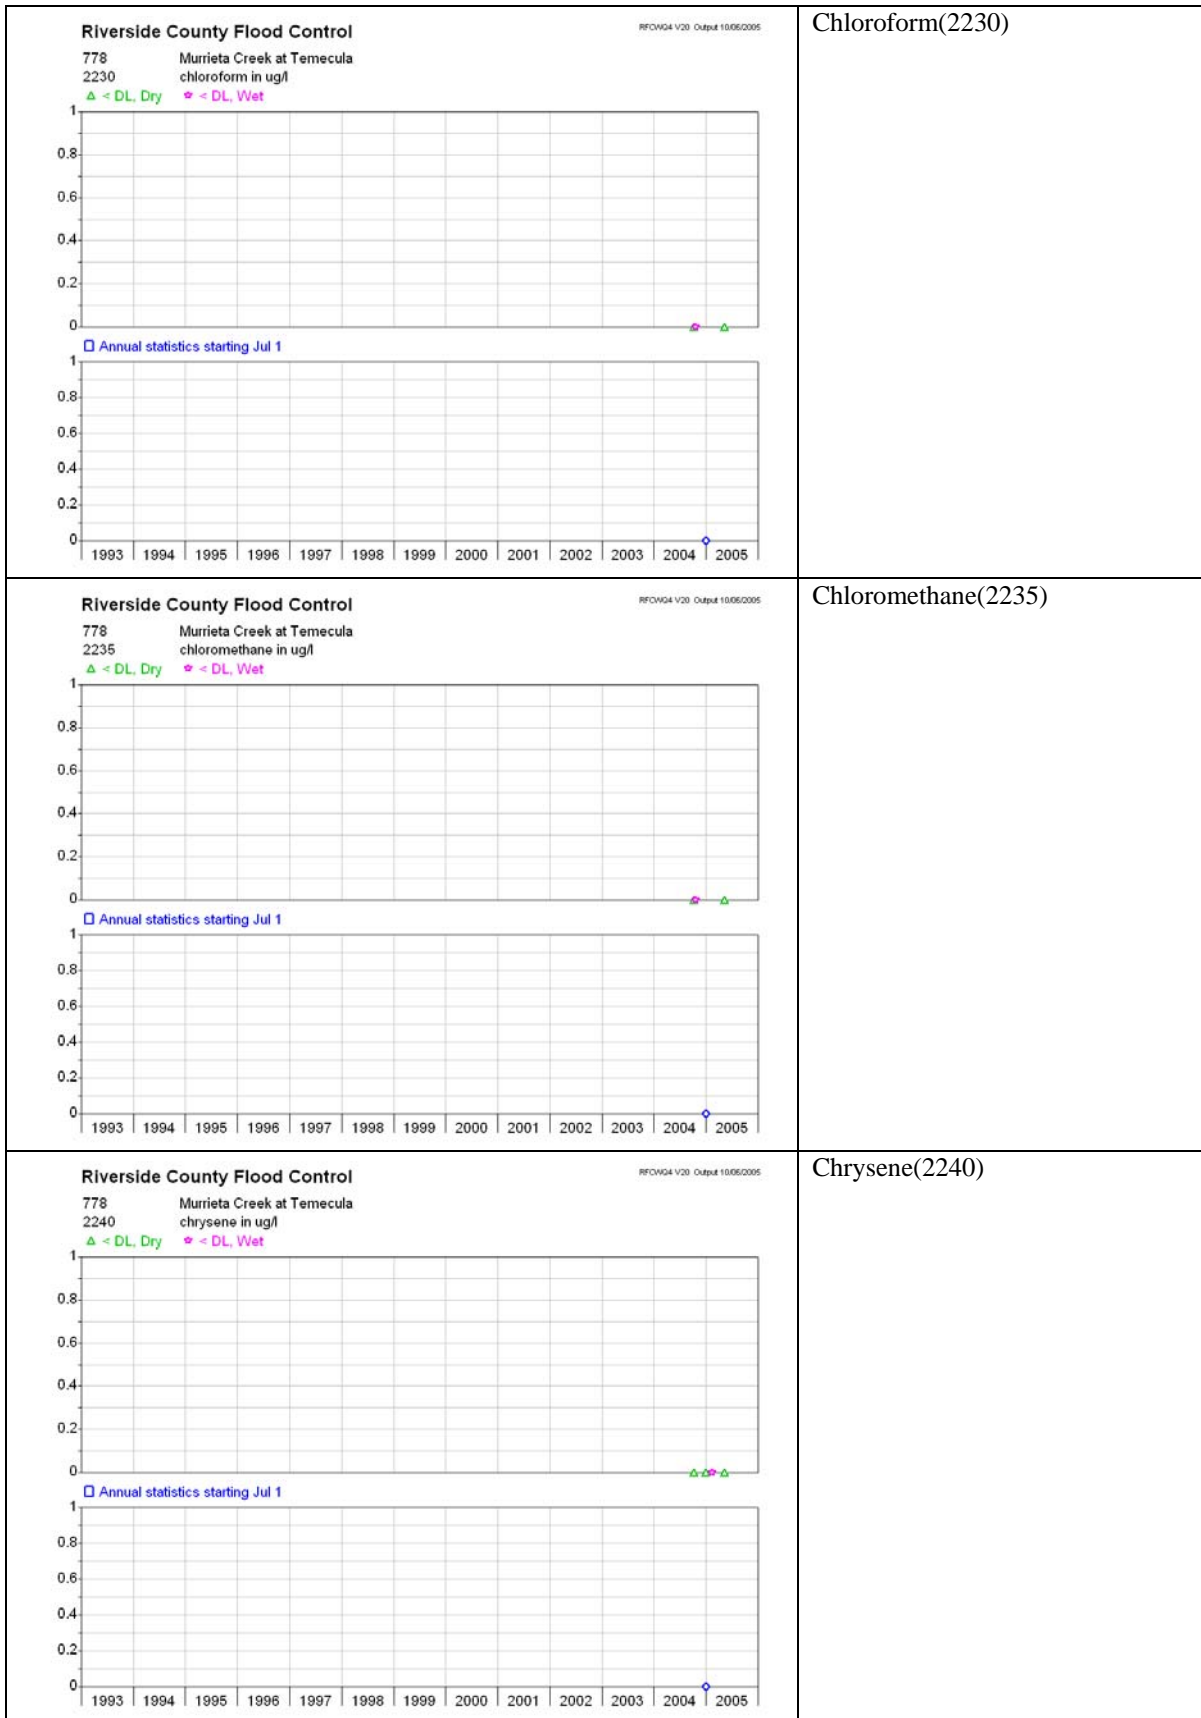 Riverside County Flood Control
RFCWQ4 V20 Output 10/06/2005
778 Murrieta Creek at Temecula
2230 chloroform in ug/l
< DL, Dry < DL, Wet
1
0.8
0.6
0.4
0.2
0
Annual statistics starting Jul 1
1
0.8
0.6
0.4
0.2
0
1993 1994 1995 1996 1997 1998 1999 2000 2001 2002 2003 2004 2005
Chloroform(2230)
Riverside County Flood Control
RFCWQ4 V20 Output 10/06/2005
778 Murrieta Creek at Temecula
2235 chloromethane in ug/l
< DL, Dry < DL, Wet
1
0.8
0.6
0.4
0.2
0
Annual statistics starting Jul 1
1
0.8
0.6
0.4
0.2
0
1993 1994 1995 1996 1997 1998 1999 2000 2001 2002 2003 2004 2005
Chloromethane(2235)
Riverside County Flood Control
RFCWQ4 V20 Output 10/06/2005
778 Murrieta Creek at Temecula
2240 chrysene in ug/l
< DL, Dry < DL, Wet
1
0.8
0.6
0.4
0.2
0
Annual statistics starting Jul 1
1
0.8
0.6
0.4
0.2
0
1993 1994 1995 1996 1997 1998 1999 2000 2001 2002 2003 2004 2005
Chrysene(2240)